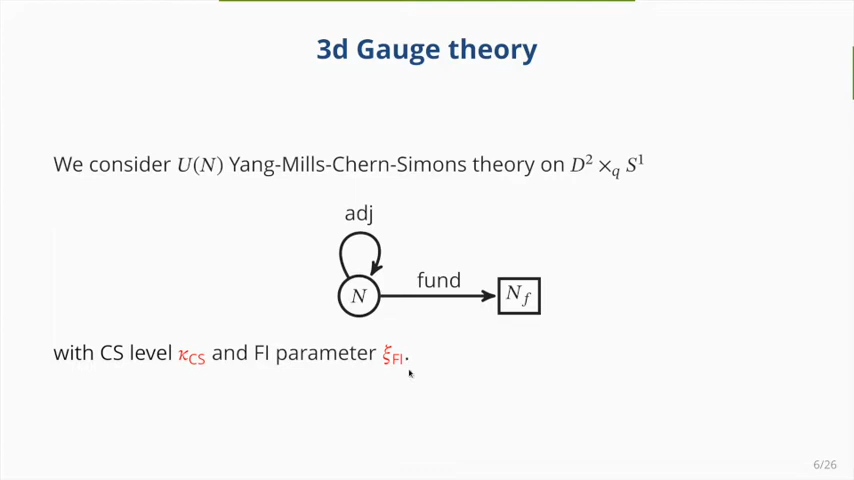 3d Gauge theory
We consider U(N) Yang-Mills-Chern-Simons theory on D² ×_q S¹
adj
fund
N
N_f
with CS level κ_CS and FI parameter ξ_FI.
6/26